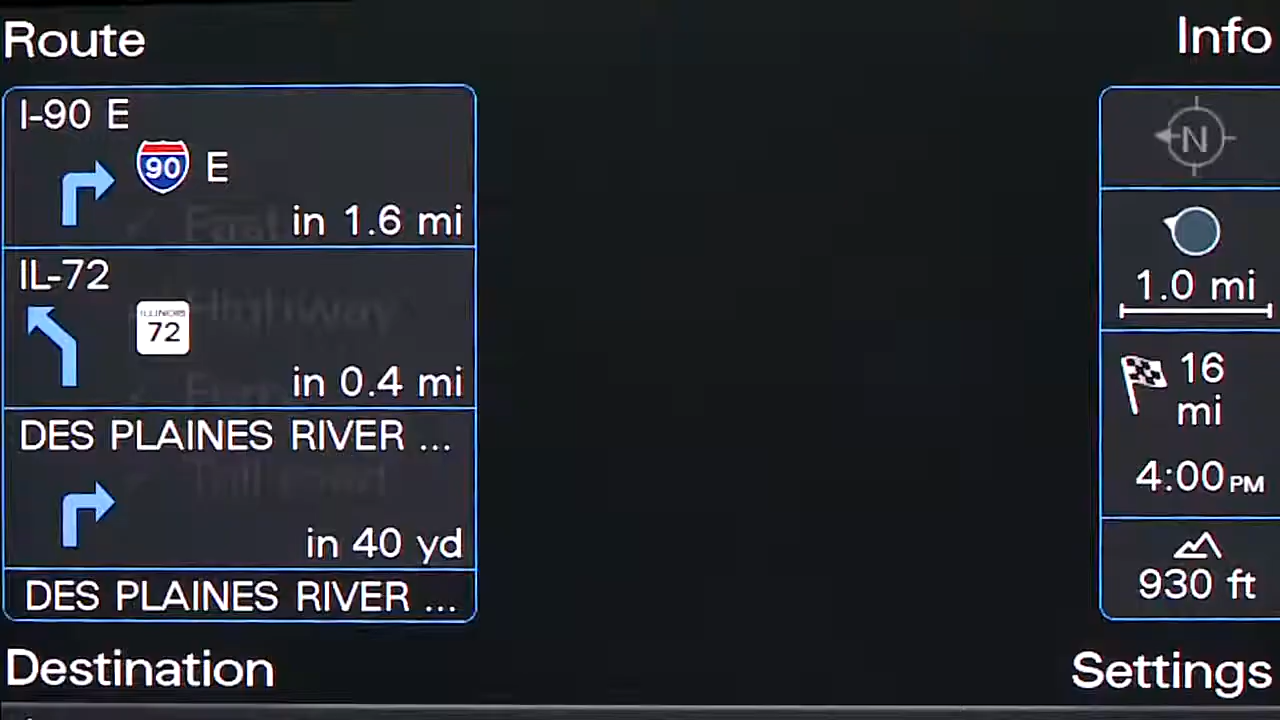 Route
Info
I-90 E
90 E
in 1.6 mi
IL-72
ILLINOIS
72
in 0.4 mi
DES PLAINES RIVER ...
in 40 yd
DES PLAINES RIVER ...
N
1.0 mi
16
mi
4:00 PM
930 ft
Highway
Destination
Settings